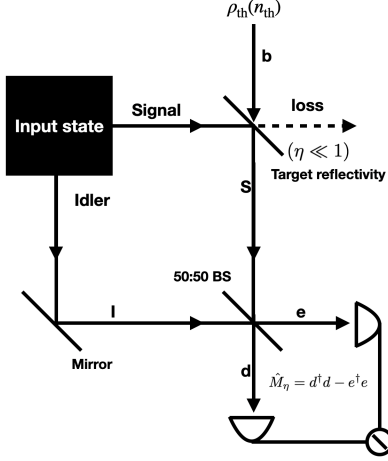 ρth(nth)
b
Signal
loss
Input state
(η ≪ 1)
Target reflectivity
S
Idler
50:50 BS
I
e
Mirror
d
M̂η = d†d − e†e